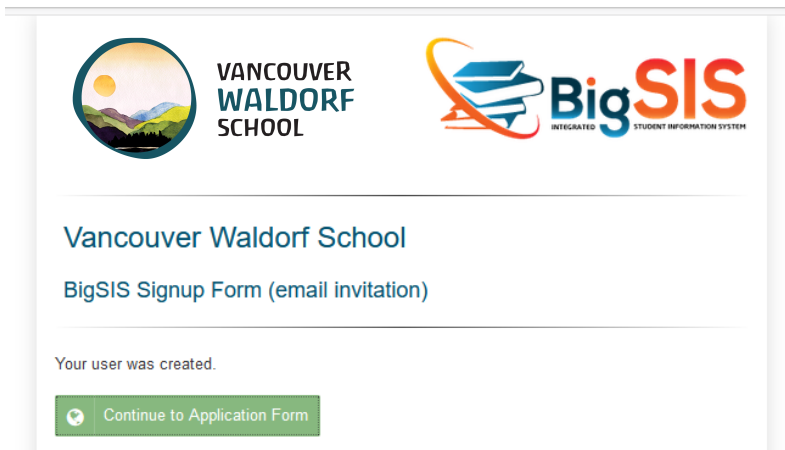 VANCOUVER
WALDORF
SCHOOL
BigSIS
INTEGRATED STUDENT INFORMATION SYSTEM
Vancouver Waldorf School
BigSIS Signup Form (email invitation)
Your user was created.
Continue to Application Form